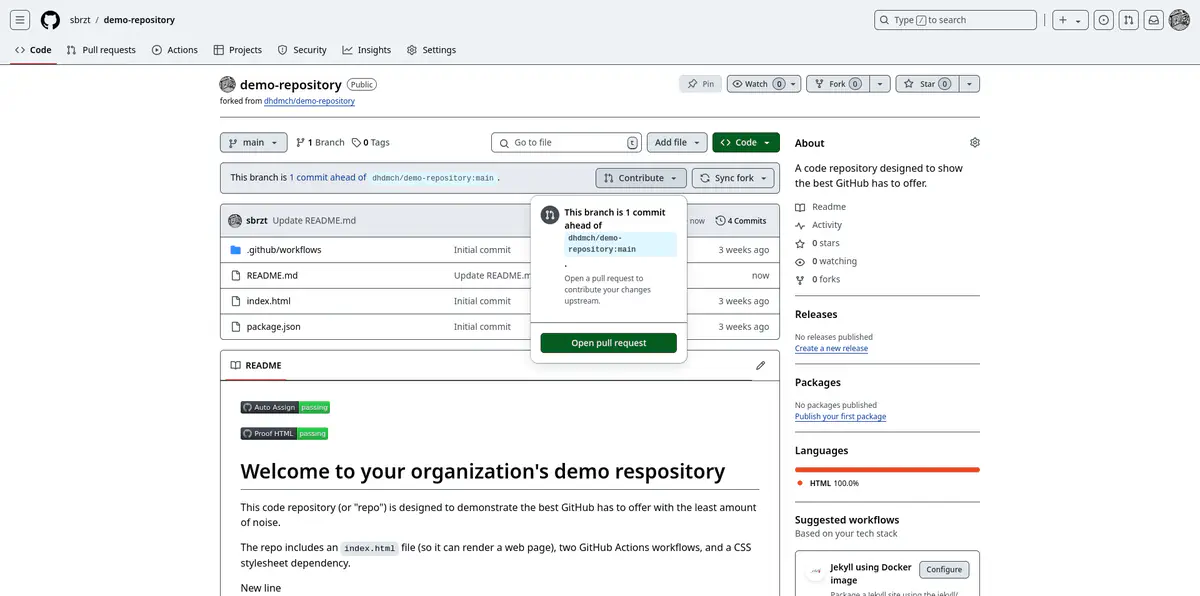 sbrzt / demo-repository
Type / to search
Code
Pull requests
Actions
Projects
Security
Insights
Settings
demo-repository Public
forked from dhdmch/demo-repository
Pin
Watch 0
Fork 0
Star 0
main
1 Branch
0 Tags
Go to file
t
Add file
Code
This branch is 1 commit ahead of dhdmch/demo-repository:main .
Contribute
Sync fork
This branch is 1 commit
ahead of
dhdmch/demo-
repository:main
.
Open a pull request to
contribute your changes
upstream.
Open pull request
sbrzt Update README.md
now
4 Commits
.github/workflows
Initial commit
3 weeks ago
README.md
Update README.m
now
index.html
Initial commit
3 weeks ago
package.json
Initial commit
3 weeks ago
README
Auto Assign passing
Proof HTML passing
Welcome to your organization's demo respository
This code repository (or "repo") is designed to demonstrate the best GitHub has to offer with the least amount
of noise.
The repo includes an index.html file (so it can render a web page), two GitHub Actions workflows, and a CSS
stylesheet dependency.
New line
About
A code repository designed to show
the best GitHub has to offer.
Readme
Activity
0 stars
0 watching
0 forks
Releases
No releases published
Create a new release
Packages
No packages published
Publish your first package
Languages
HTML 100.0%
Suggested workflows
Based on your tech stack
Jekyll using Docker
image
Configure
Package a Jekyll site using the jekyll/